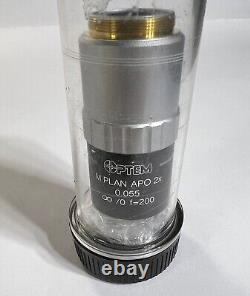 OPTEM
M PLAN APO 2x
0.055
∞ /0 f=200